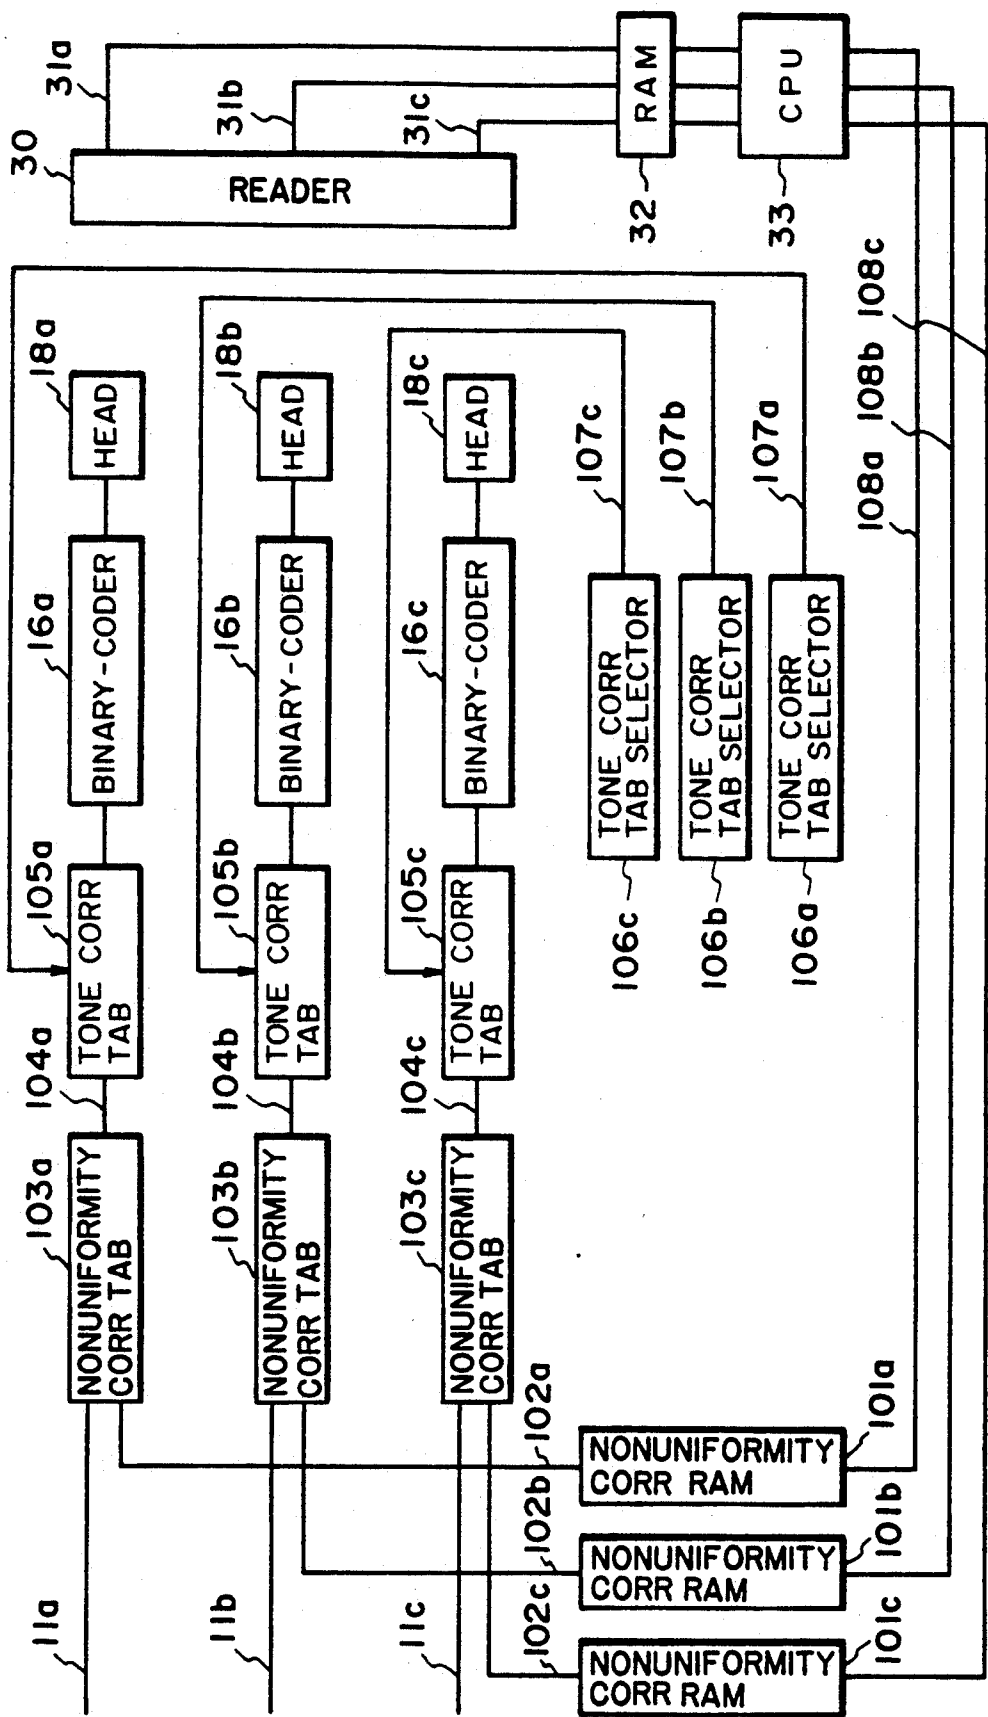 30
31a
31b
31c
READER
RAM
32
CPU
33
11a
103a
NONUNIFORMITY
CORR TAB
104a
105a
TONE CORR
TAB
16a
BINARY-CODER
18a
HEAD
11b
103b
NONUNIFORMITY
CORR TAB
104b
105b
TONE CORR
TAB
16b
BINARY-CODER
18b
HEAD
11c
103c
NONUNIFORMITY
CORR TAB
104c
105c
TONE CORR
TAB
16c
BINARY-CODER
18c
HEAD
106c
TONE CORR
TAB SELECTOR
107c
106b
TONE CORR
TAB SELECTOR
107b
106a
TONE CORR
TAB SELECTOR
107a
108a
108b
108c
102a
NONUNIFORMITY
CORR RAM
101a
102b
NONUNIFORMITY
CORR RAM
101b
102c
NONUNIFORMITY
CORR RAM
101c